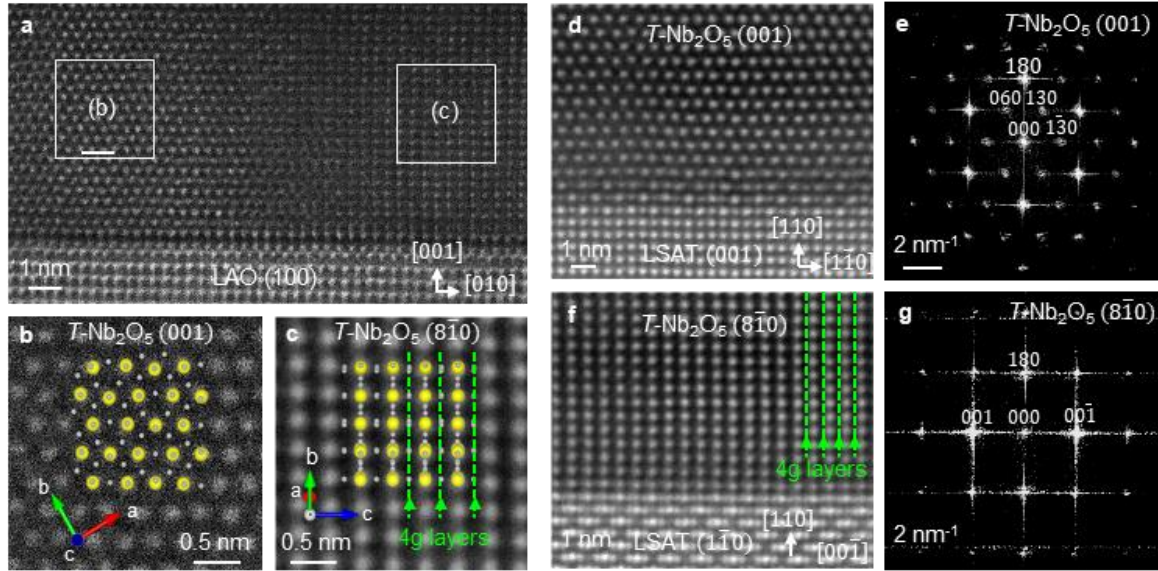 a
(b)
(c)
[001]
[010]
1 nm
LAO (100)
b
T-Nb₂O₅ (001)
b
a
c
0.5 nm
c
T-Nb₂O₅ (81̅0)
b
a
c
4g layers
0.5 nm
d
T-Nb₂O₅ (001)
[110]
[11̅0]
1 nm
LSAT (001)
e
T-Nb₂O₅ (001)
180
060 130
000 13̅0
2 nm⁻¹
f
T-Nb₂O₅ (81̅0)
4g layers
[110]
[001̅]
1 nm
LSAT (11̅0)
g
T-Nb₂O₅ (81̅0)
180
001 000 001̅
2 nm⁻¹